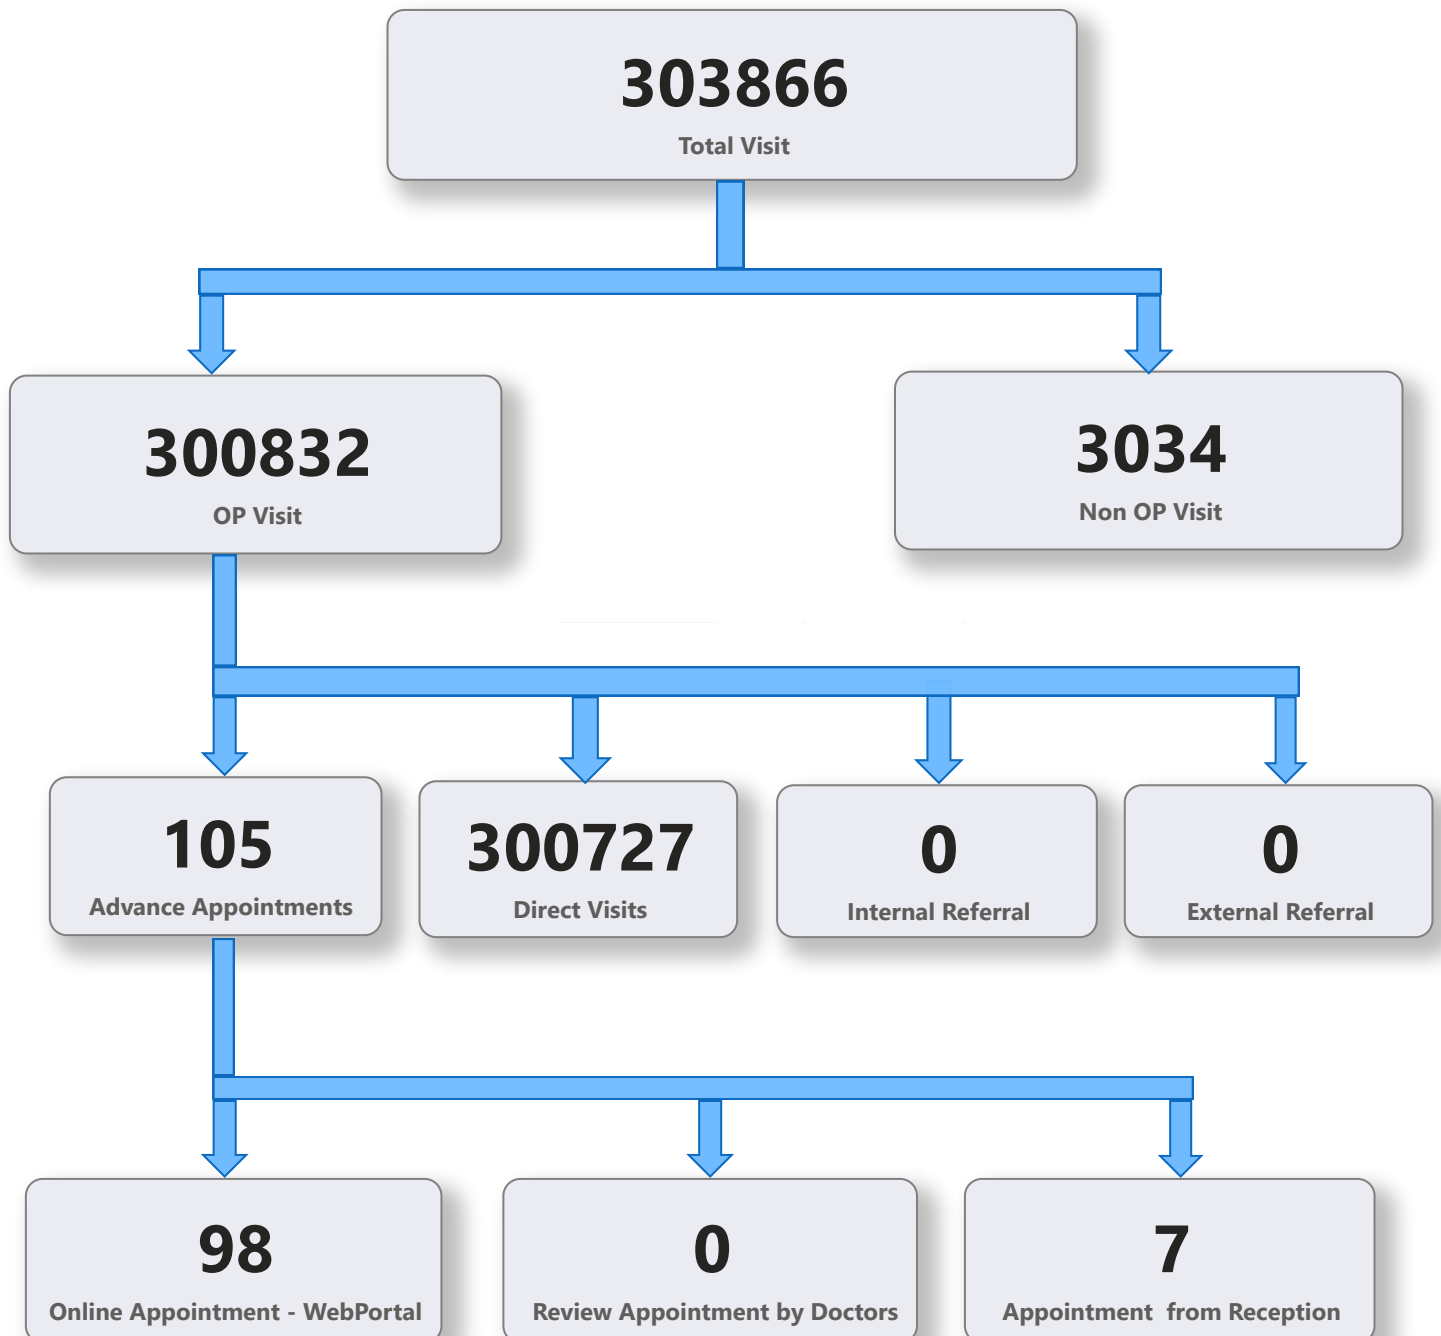 303866
Total Visit
300832
OP Visit
3034
Non OP Visit
105
Advance Appointments
300727
Direct Visits
0
Internal Referral
0
External Referral
98
Online Appointment - WebPortal
0
Review Appointment by Doctors
7
Appointment  from Reception